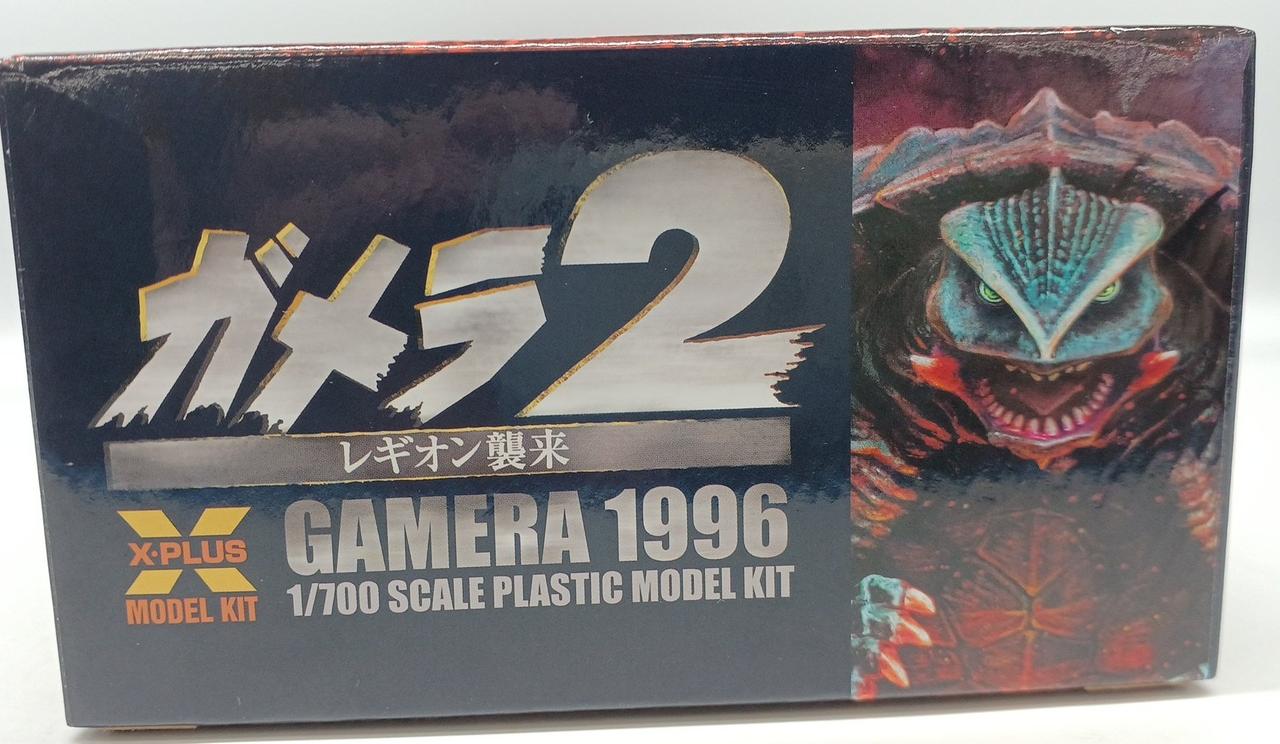 ガメラ2
レギオン襲来
X·PLUS
MODEL KIT
GAMERA 1996
1/700 SCALE PLASTIC MODEL KIT